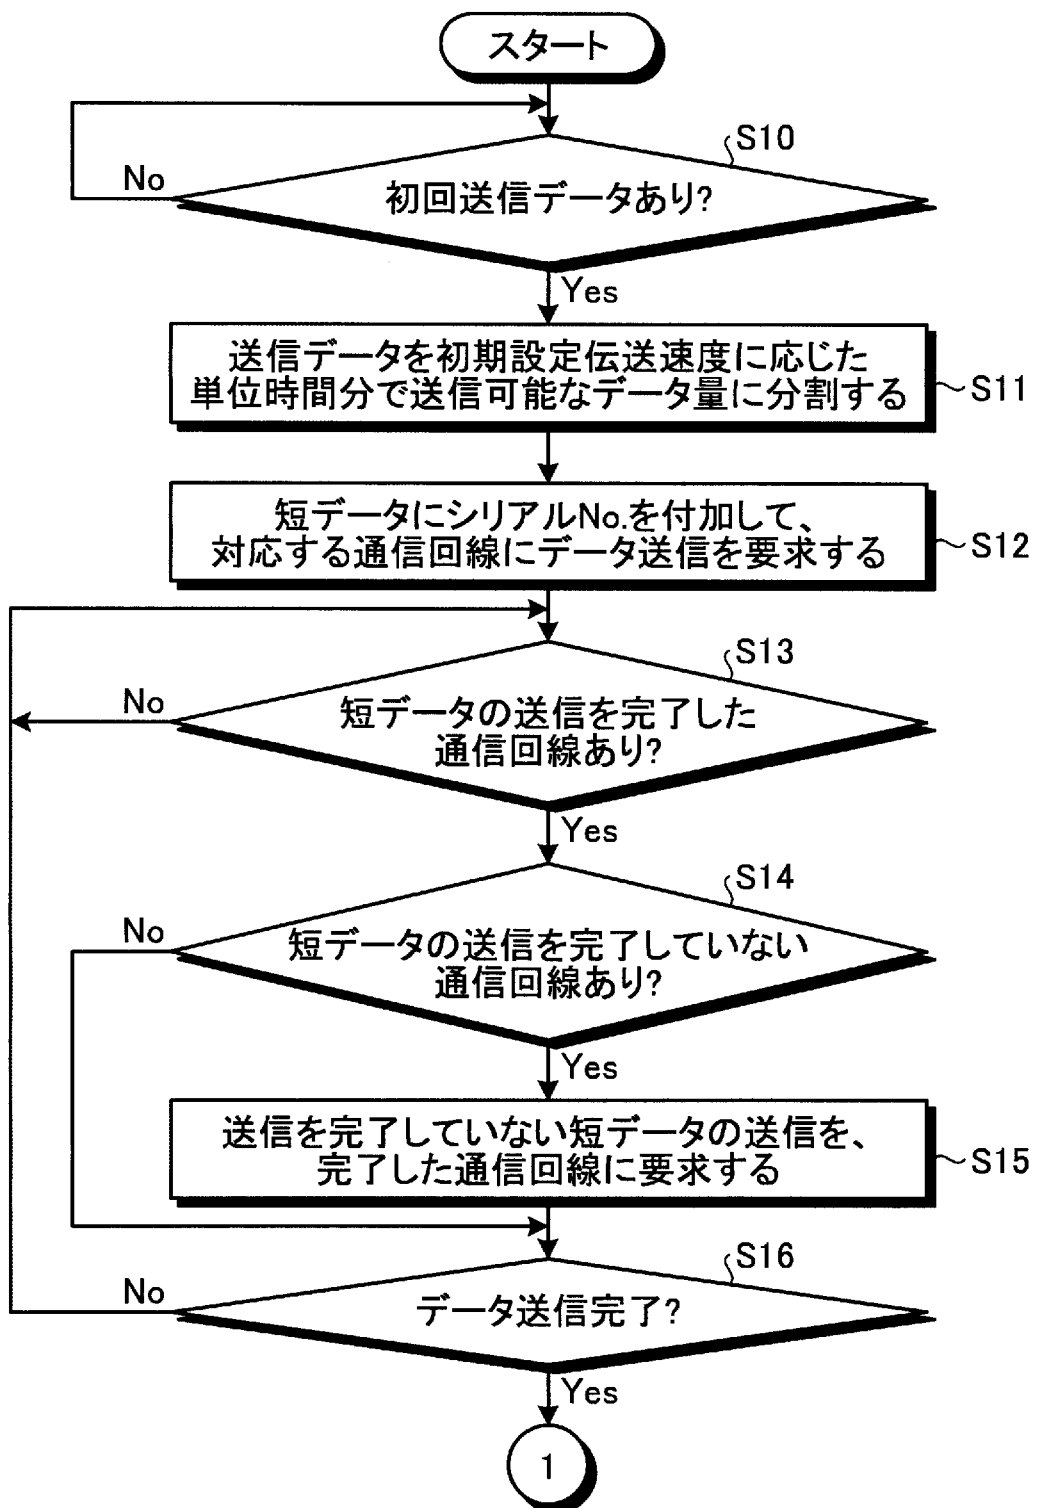 スタート
S10
No
初回送信データあり?
Yes
送信データを初期設定伝送速度に応じた
単位時間分で送信可能なデータ量に分割する
S11
短データにシリアルNo.を付加して、
対応する通信回線にデータ送信を要求する
S12
S13
No
短データの送信を完了した
通信回線あり?
Yes
S14
No
短データの送信を完了していない
通信回線あり?
Yes
送信を完了していない短データの送信を、
完了した通信回線に要求する
S15
S16
No
データ送信完了?
Yes
1